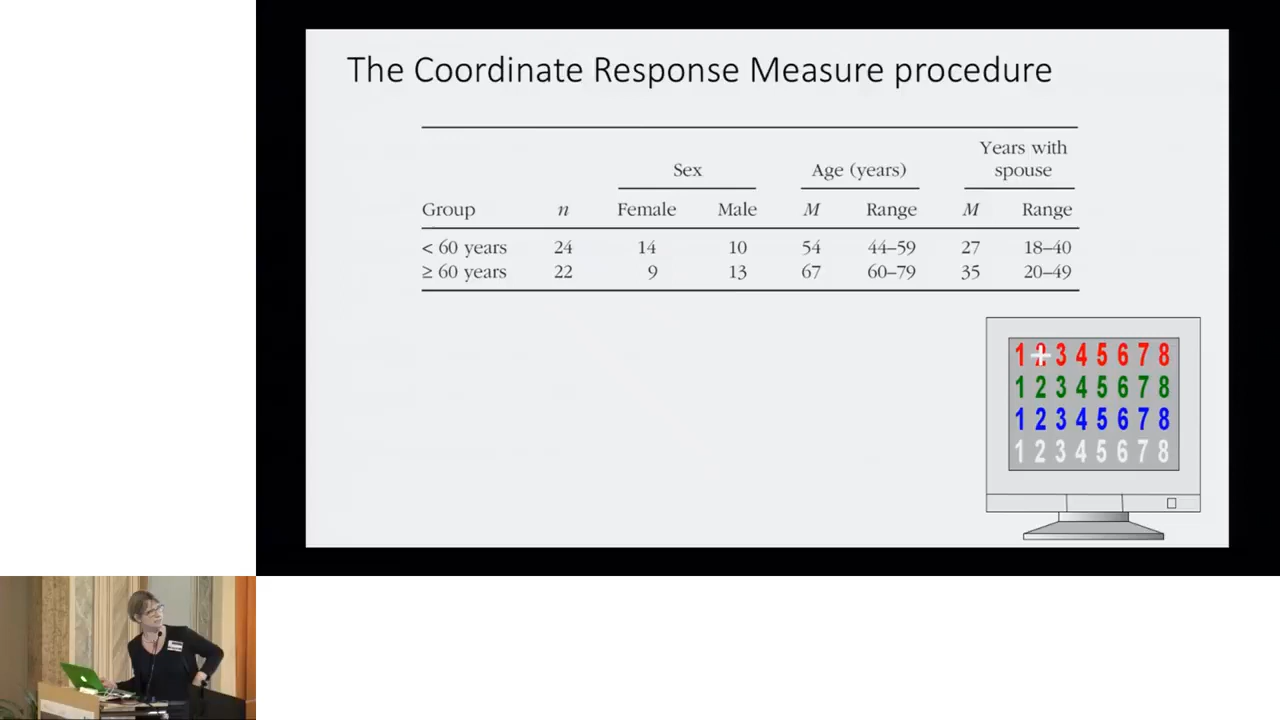 The Coordinate Response Measure procedure
Years with
Sex Age (years) spouse
Group n Female Male M Range M Range
< 60 years 24 14 10 54 44–59 27 18–40
≥ 60 years 22 9 13 67 60–79 35 20–49
1 2 3 4 5 6 7 8
1 2 3 4 5 6 7 8
1 2 3 4 5 6 7 8
1 2 3 4 5 6 7 8